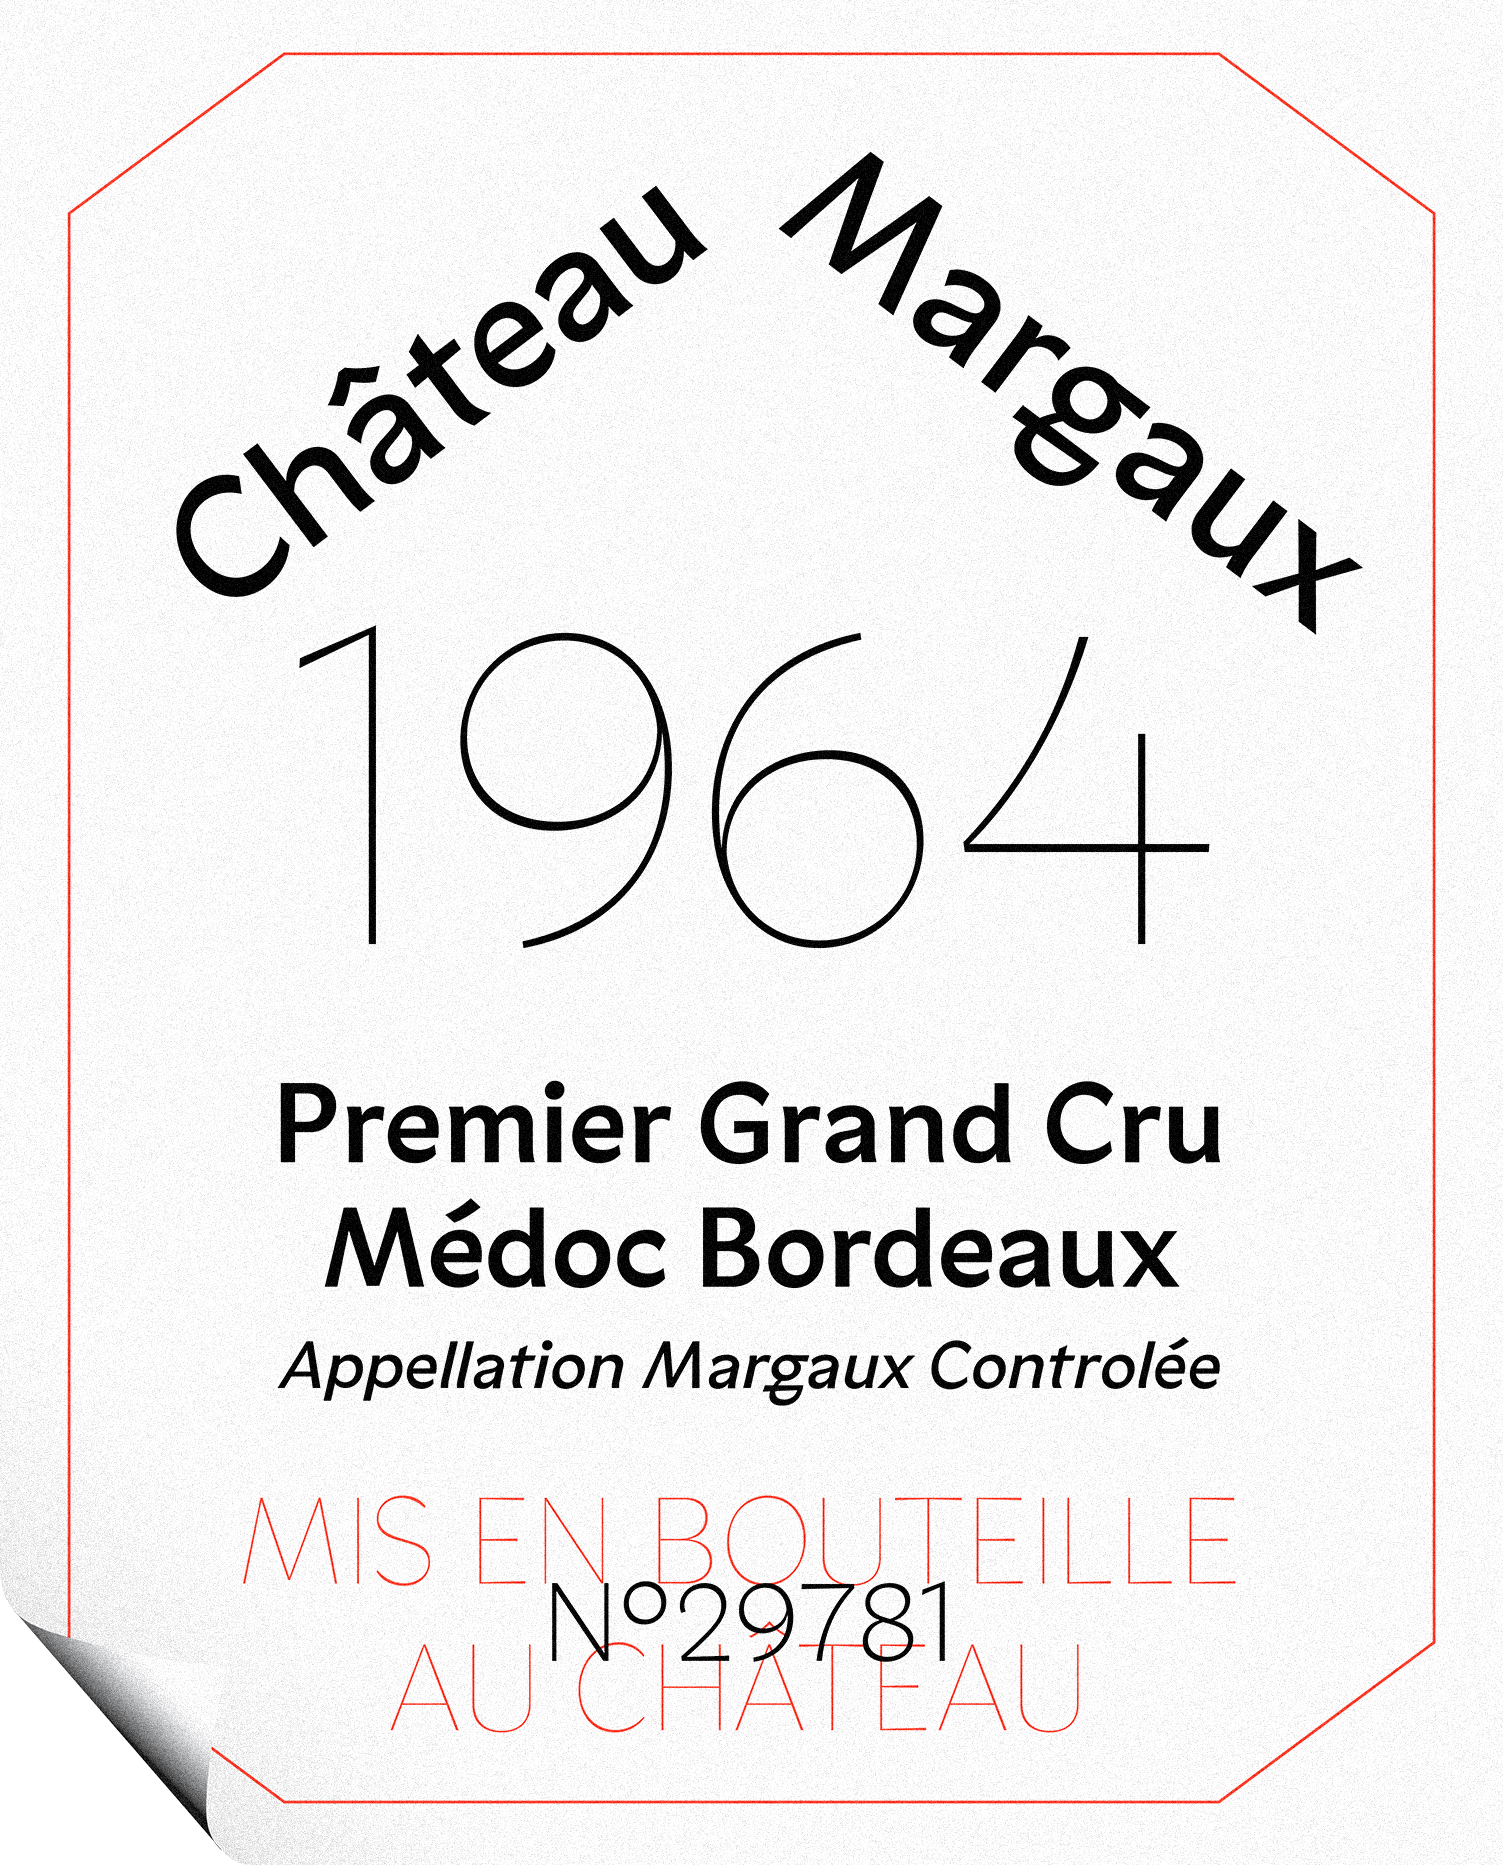 Château Margaux
1964
Premier Grand Cru
Médoc Bordeaux
Appellation Margaux Controlée
MIS EN BOUTEILLE
Nº29781
AU CHÂTEAU